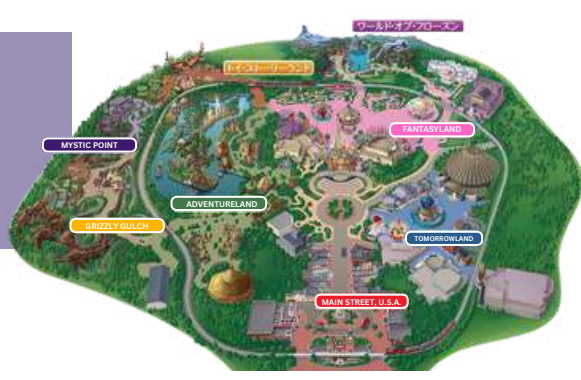 ワールド・オブ・フローズン
トイ・ストーリーランド
FANTASYLAND
MYSTIC POINT
ADVENTURELAND
GRIZZLY GULCH
TOMORROWLAND
MAIN STREET, U.S.A.